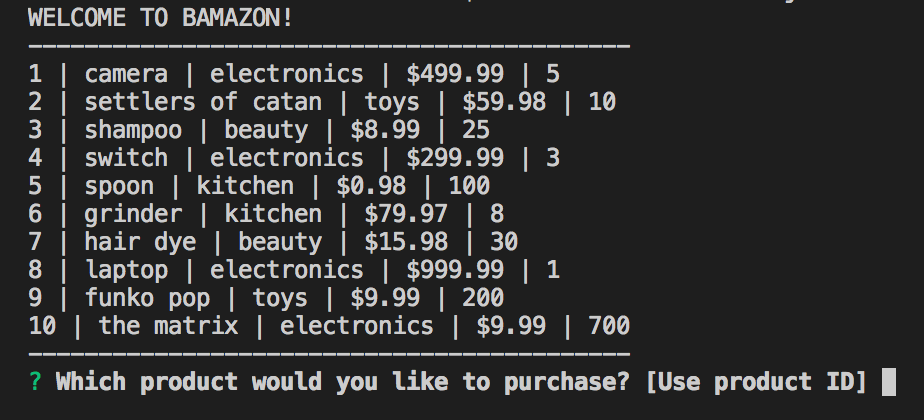 WELCOME TO BAMAZON!
-------------------------------------------
1 | camera | electronics | $499.99 | 5
2 | settlers of catan | toys | $59.98 | 10
3 | shampoo | beauty | $8.99 | 25
4 | switch | electronics | $299.99 | 3
5 | spoon | kitchen | $0.98 | 100
6 | grinder | kitchen | $79.97 | 8
7 | hair dye | beauty | $15.98 | 30
8 | laptop | electronics | $999.99 | 1
9 | funko pop | toys | $9.99 | 200
10 | the matrix | electronics | $9.99 | 700
-------------------------------------------
? Which product would you like to purchase? [Use product ID]